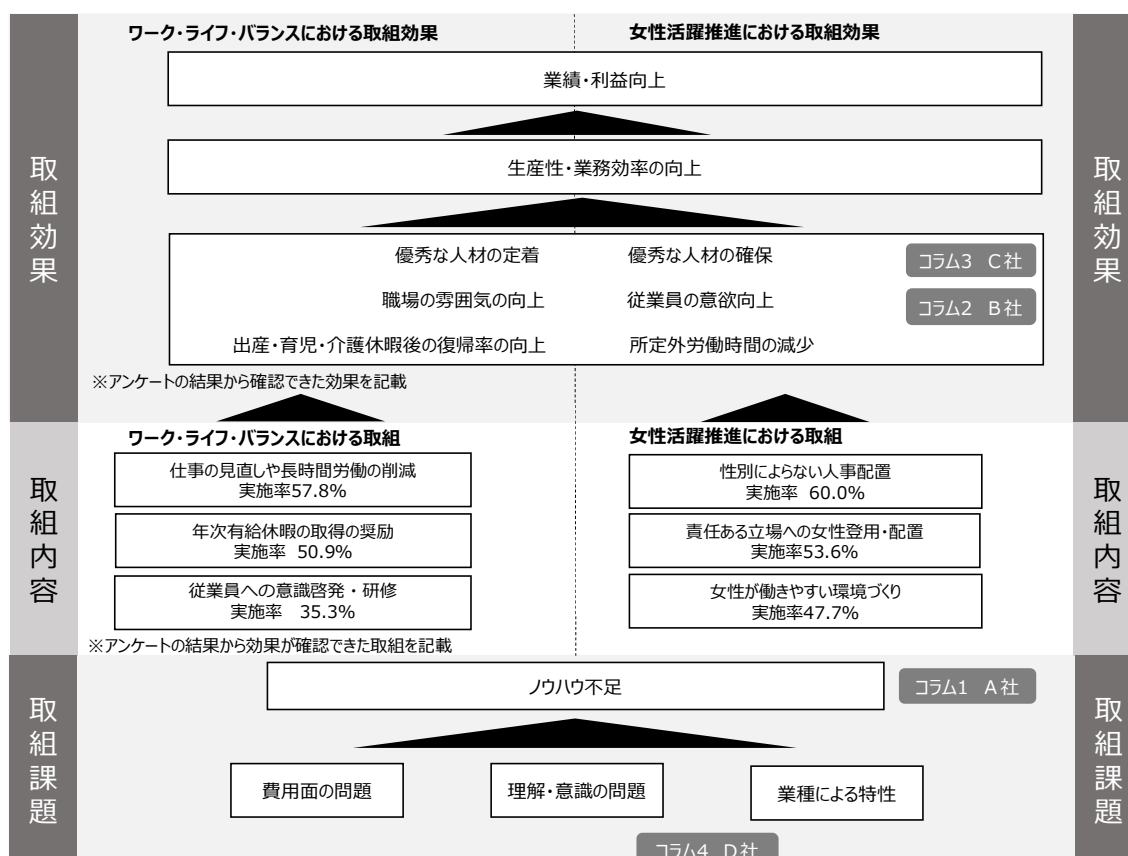 ワーク・ライフ・バランスにおける取組効果
女性活躍推進における取組効果
業績・利益向上
生産性・業務効率の向上
取組効果
取組効果
優秀な人材の定着
優秀な人材の確保
コラム3 C社
職場の雰囲気の向上
従業員の意欲向上
コラム2 B社
出産・育児・介護休暇後の復帰率の向上
所定外労働時間の減少
※アンケートの結果から確認できた効果を記載
ワーク・ライフ・バランスにおける取組
女性活躍推進における取組
取組内容
取組内容
仕事の見直しや長時間労働の削減
実施率57.8%
性別によらない人事配置
実施率 60.0%
年次有給休暇の取得の奨励
実施率 50.9%
責任ある立場への女性登用・配置
実施率53.6%
従業員への意識啓発・研修
実施率 35.3%
女性が働きやすい環境づくり
実施率47.7%
※アンケートの結果から効果が確認できた取組を記載
取組課題
取組課題
ノウハウ不足
コラム1 A社
費用面の問題
理解・意識の問題
業種による特性
コラム4 D社